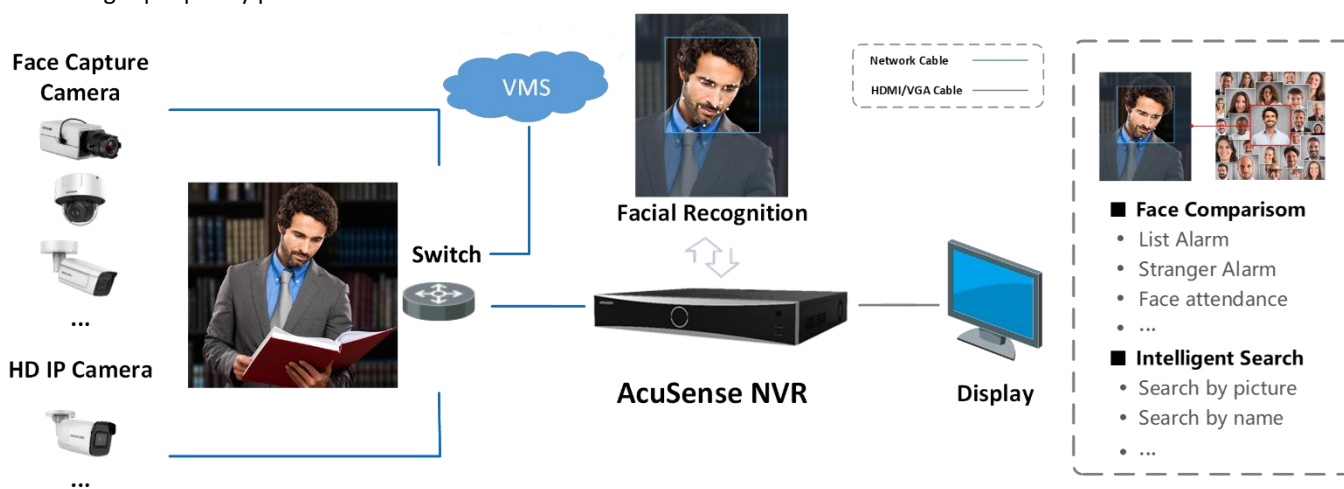 Face Capture
Camera
...
HD IP Camera
...
VMS
Switch
Facial Recognition
AcuSense NVR
Display
Network Cable
HDMI/VGA Cable
■ Face Comparisom
• List Alarm
• Stranger Alarm
• Face attendance
• ...
■ Intelligent Search
• Search by picture
• Search by name
• ...